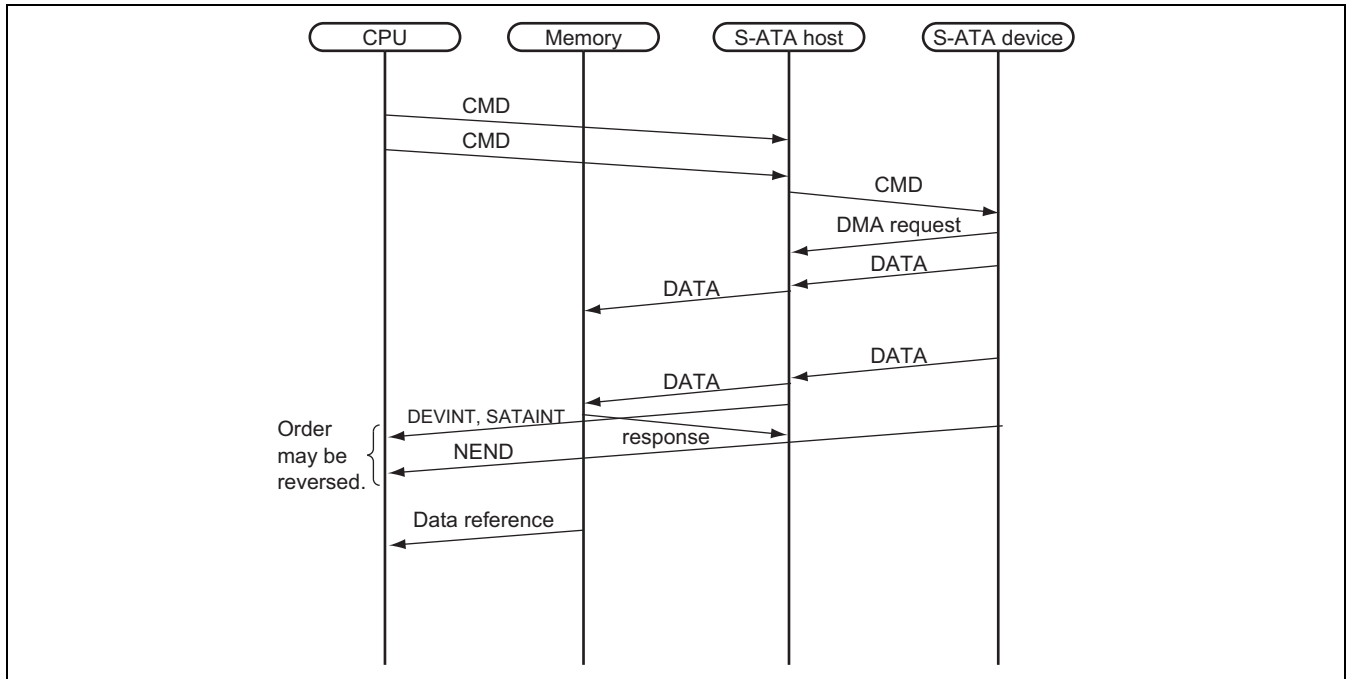 CPU
Memory
S-ATA host
S-ATA device
CMD
CMD
CMD
DMA request
DATA
DATA
DATA
DATA
DEVINT, SATAINT
response
NEND
Order
may be
reversed.
Data reference